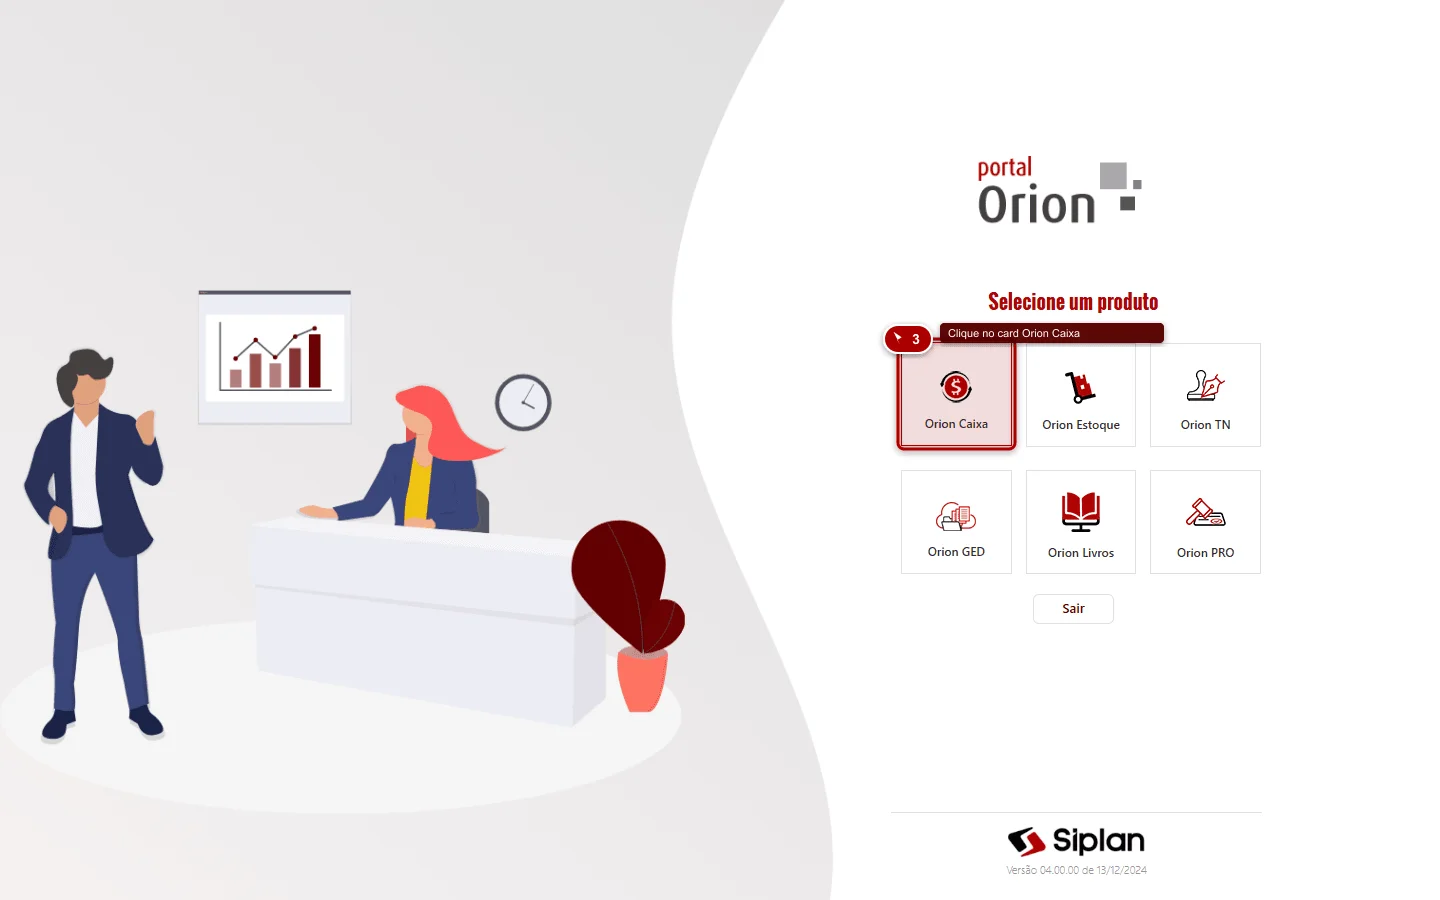 portal
Orion
Selecione um produto
3
Clique no card Orion Caixa
Orion Caixa
Orion Estoque
Orion TN
Orion GED
Orion Livros
Orion PRO
Sair
Siplan
Versão 04.00.00 de 13/12/2024